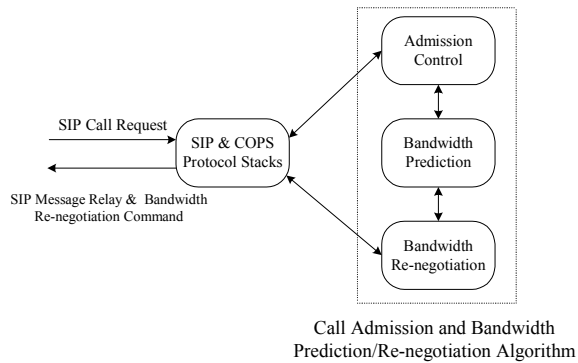 SIP Call Request
SIP Message Relay & Bandwidth
Re-negotiation Command
SIP & COPS
Protocol Stacks
Admission
Control
Bandwidth
Prediction
Bandwidth
Re-negotiation
Call Admission and Bandwidth
Prediction/Re-negotiation Algorithm